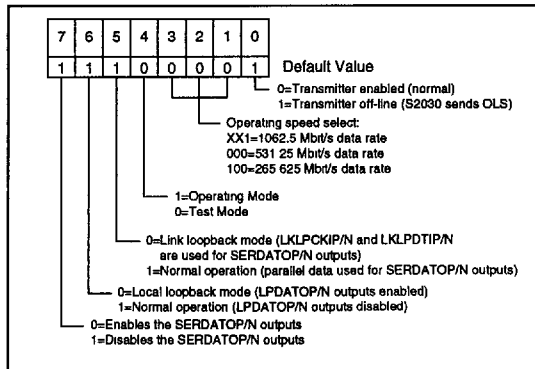 7 6 5 4 3 2 1 0
1 1 1 0 0 0 0 1 Default Value
0=Transmitter enabled (normal)
1=Transmitter off-line (S2030 sends OLS)
Operating speed select:
XX1=1062.5 Mbit/s data rate
000=531 25 Mbit/s data rate
100=265 625 Mbit/s data rate
1=Operating Mode
0=Test Mode
0=Link loopback mode (LKLPCKIP/N and LKLPDTIP/N
are used for SERDATOP/N outputs)
1=Normal operation (parallel data used for SERDATOP/N outputs)
0=Local loopback mode (LPDATOP/N outputs enabled)
1=Normal operation (LPDATOP/N outputs disabled)
0=Enables the SERDATOP/N outputs
1=Disables the SERDATOP/N outputs